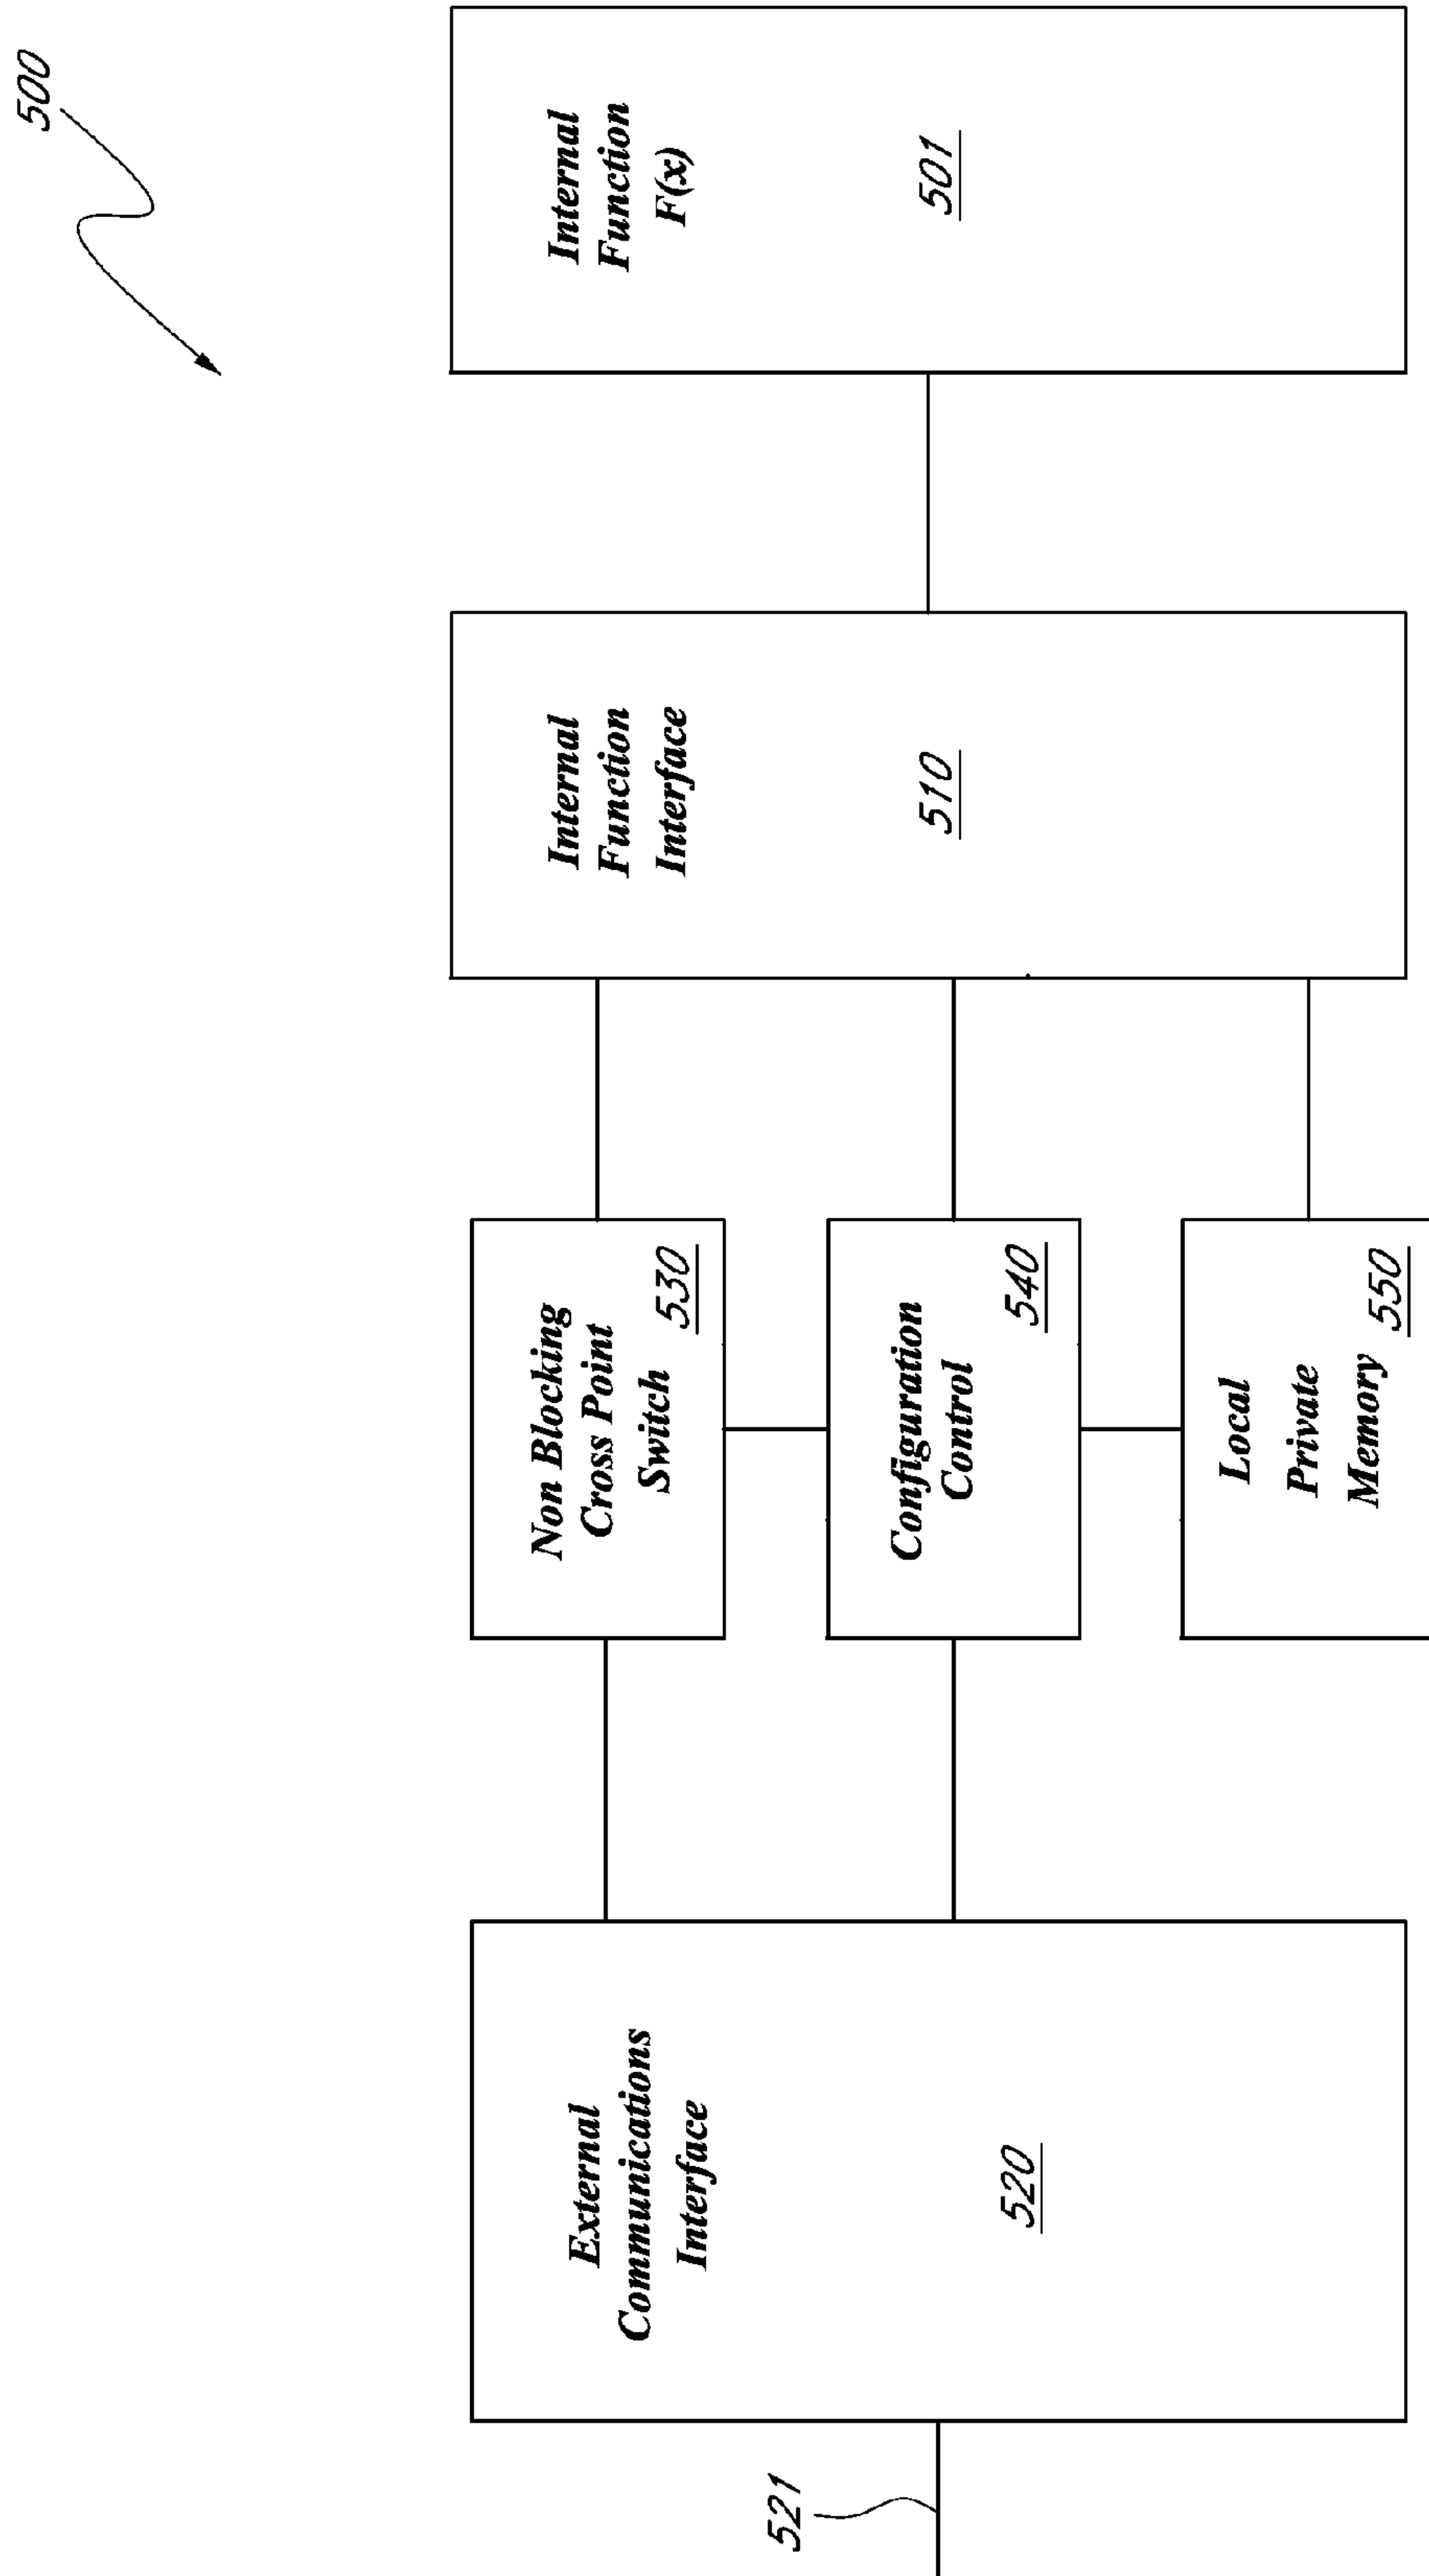 500
External
Communications
Interface
520
521
Non Blocking
Cross Point
Switch
530
Configuration
Control
540
Local
Private
Memory
550
Internal
Function
Interface
510
Internal
Function
F(x)
501